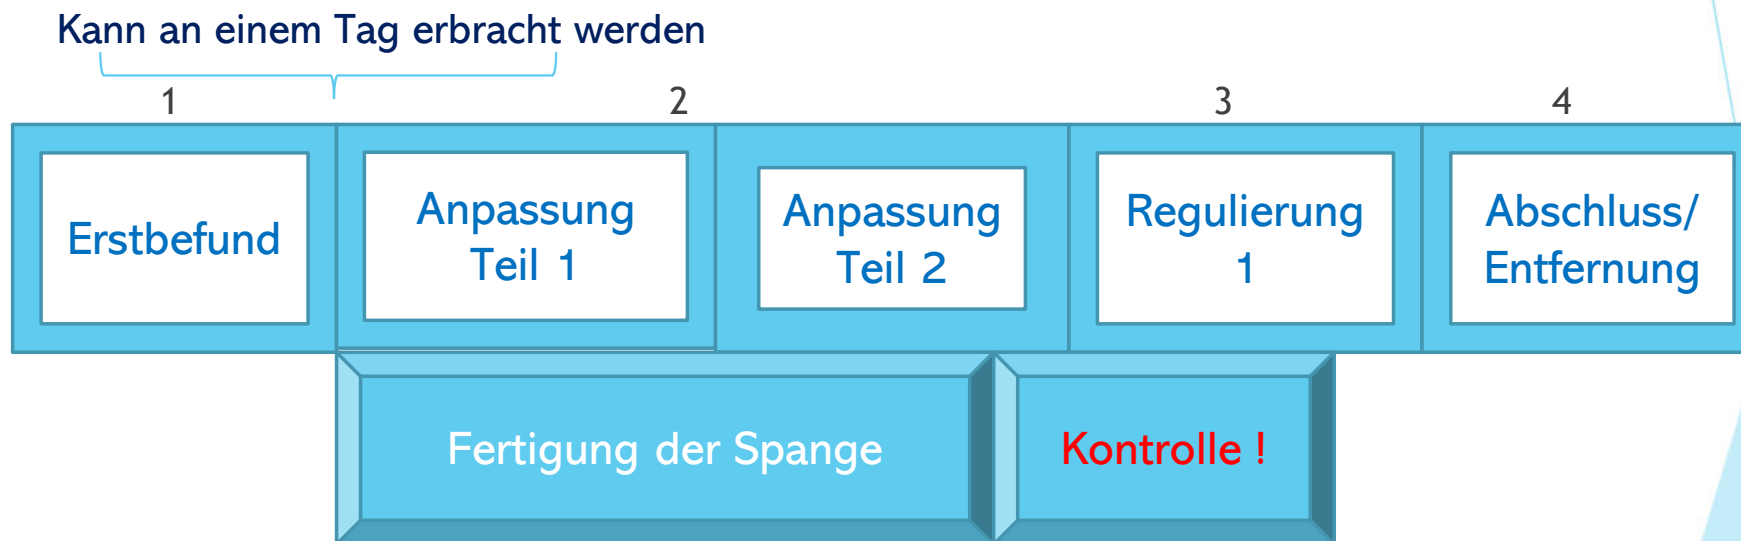 Kann an einem Tag erbracht werden
1 2 3 4
Erstbefund
Anpassung
Teil 1
Anpassung
Teil 2
Regulierung
1
Abschluss/
Entfernung
Fertigung der Spange
Kontrolle !